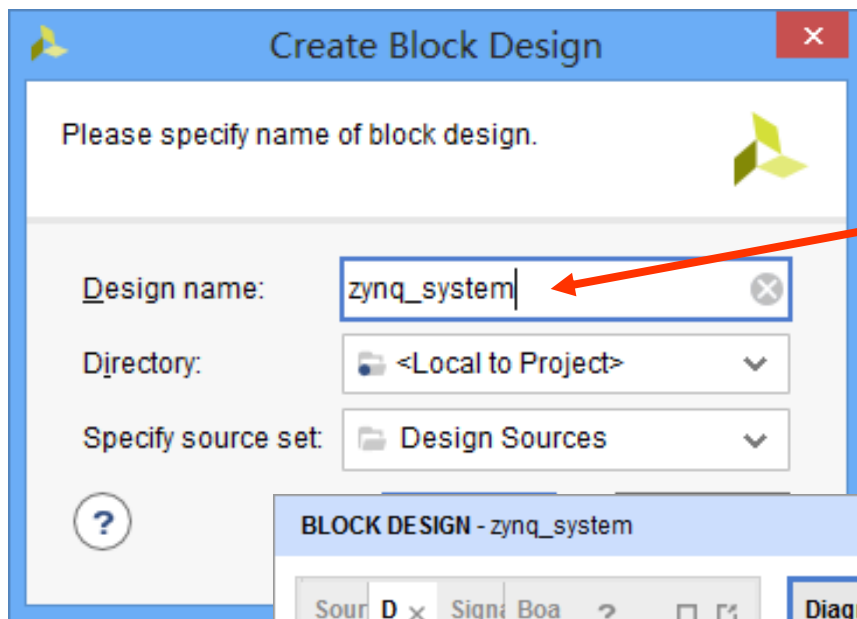 Create Block Design
Please specify name of block design.
Design name: zynq_system
Directory: <Local to Project>
Specify source set: Design Sources
?
BLOCK DESIGN - zynq_system
Sour D × Signa Boa ?
Diag